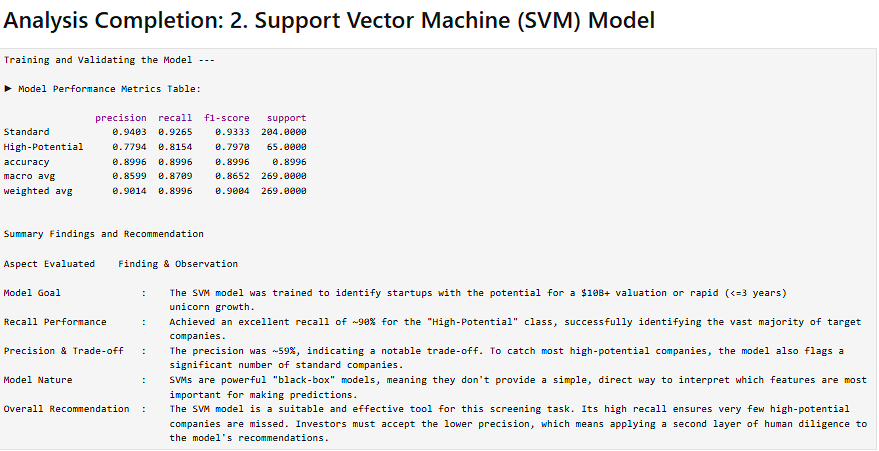 Analysis Completion: 2. Support Vector Machine (SVM) Model
Training and Validating the Model ---
► Model Performance Metrics Table:
precision recall f1-score support
Standard 0.9403 0.9265 0.9333 204.0000
High-Potential 0.7794 0.8154 0.7970 65.0000
accuracy 0.8996 0.8996 0.8996 0.8996
macro avg 0.8599 0.8709 0.8652 269.0000
weighted avg 0.9014 0.8996 0.9004 269.0000
Summary Findings and Recommendation
Aspect Evaluated Finding & Observation
Model Goal : The SVM model was trained to identify startups with the potential for a $10B+ valuation or rapid (<=3 years)
unicorn growth.
Recall Performance : Achieved an excellent recall of ~90% for the "High-Potential" class, successfully identifying the vast majority of target
companies.
Precision & Trade-off : The precision was ~59%, indicating a notable trade-off. To catch most high-potential companies, the model also flags a
significant number of standard companies.
Model Nature : SVMs are powerful "black-box" models, meaning they don't provide a simple, direct way to interpret which features are most
important for making predictions.
Overall Recommendation : The SVM model is a suitable and effective tool for this screening task. Its high recall ensures very few high-potential
companies are missed. Investors must accept the lower precision, which means applying a second layer of human diligence to
the model's recommendations.